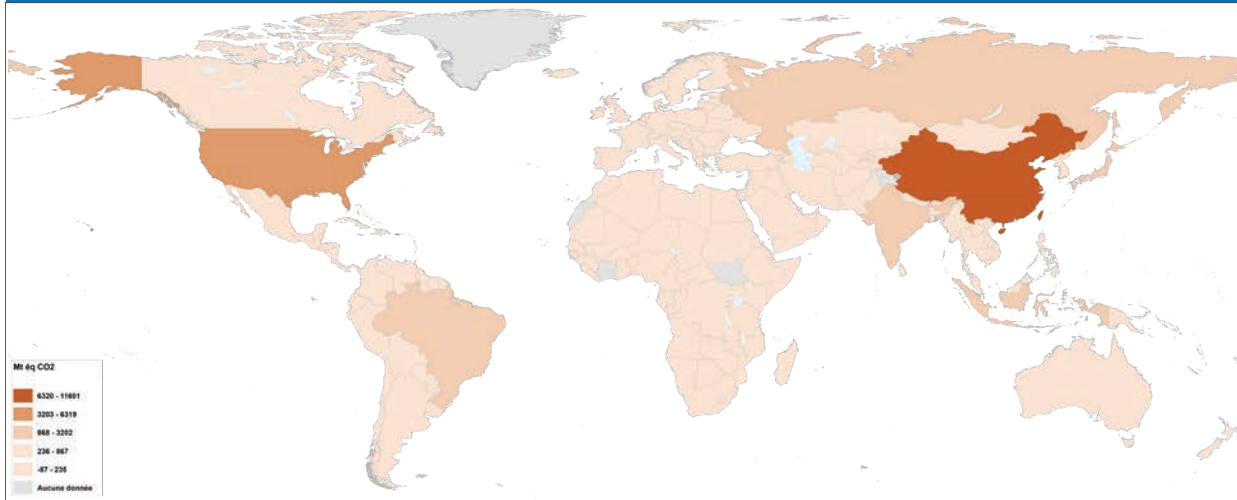 Mt éq CO2
6320 - 11601
3203 - 6319
868 - 3202
236 - 867
-87 - 235
Aucune donnée